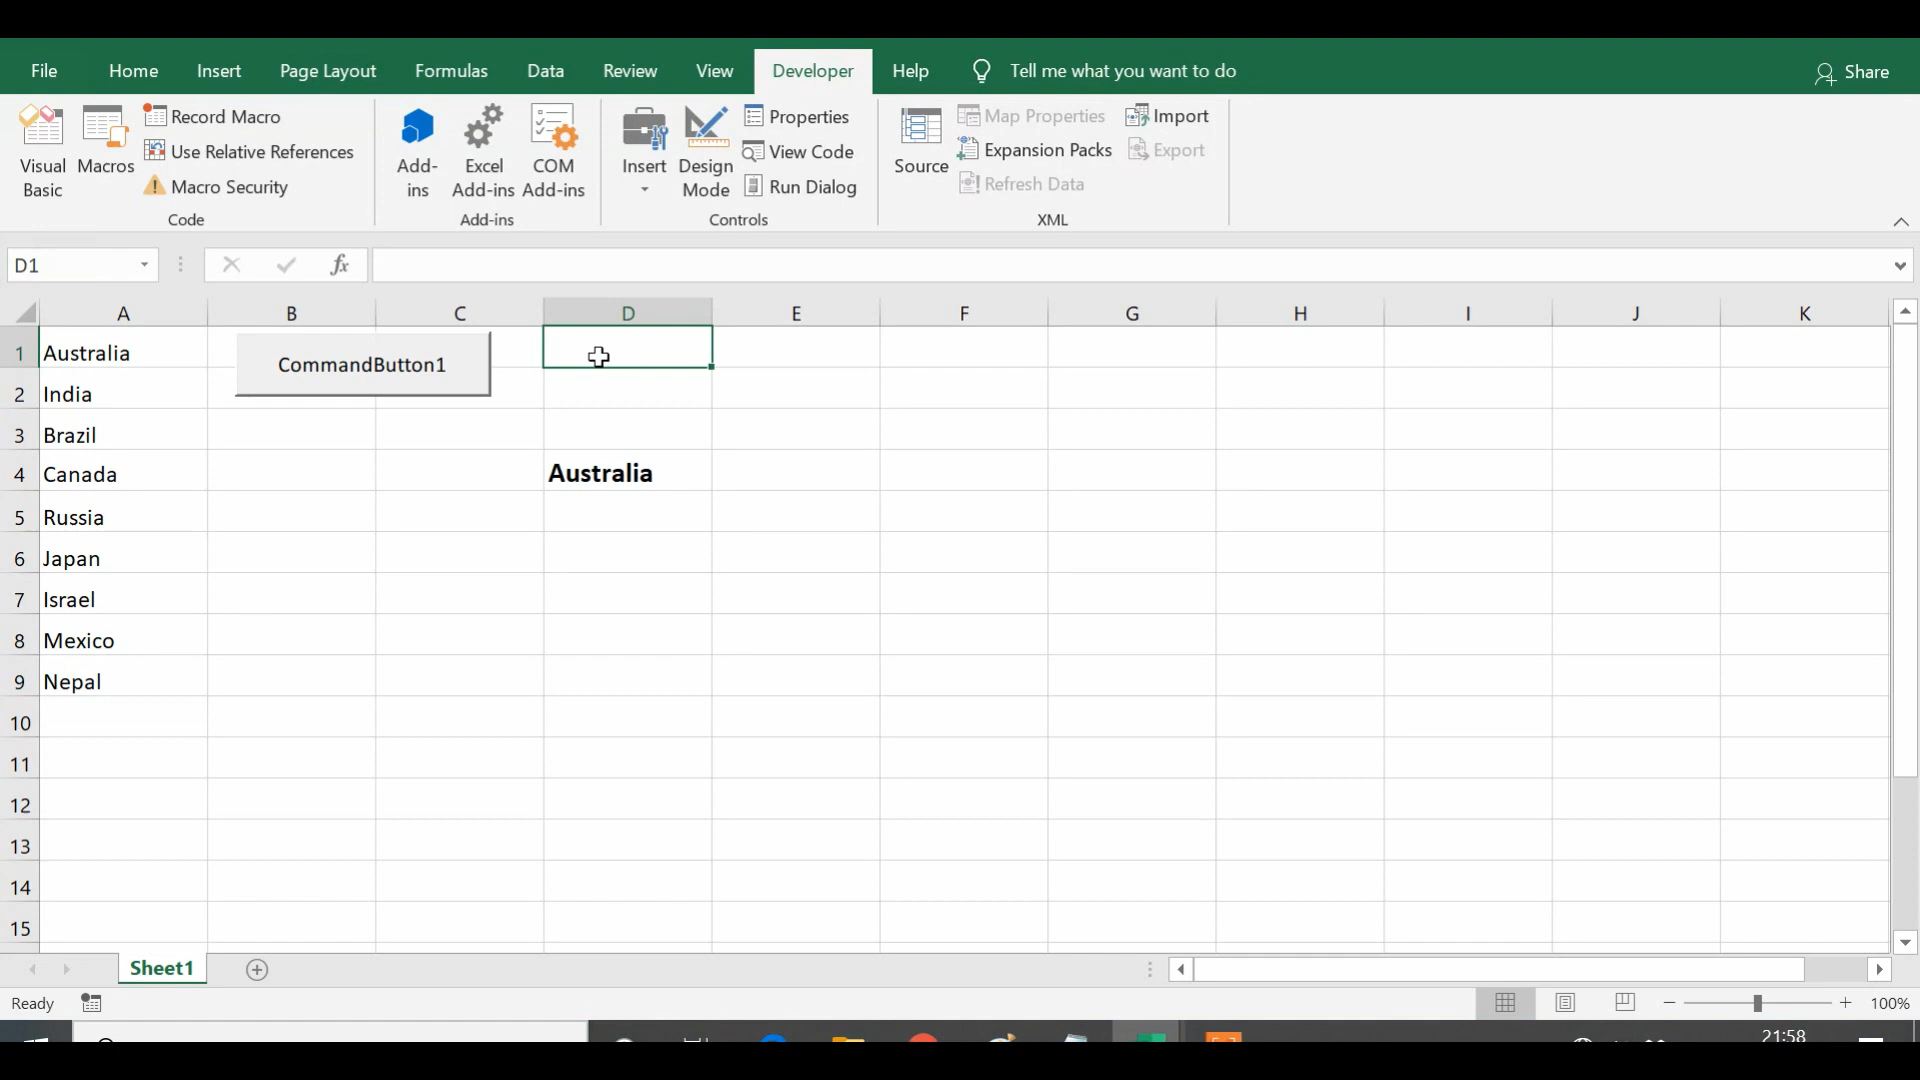 File Home Insert Page Layout Formulas Data Review View Developer Help Tell me what you want to do Share
Visual Basic
Macros
Record Macro
Use Relative References
Macro Security
Code
Add-ins
Excel Add-ins
COM Add-ins
Add-ins
Insert
Design Mode
Properties
View Code
Run Dialog
Controls
Source
Map Properties
Expansion Packs
Refresh Data
Import
Export
XML
D1
fx
A B C D E F G H I J K
1 Australia CommandButton1
2 India
3 Brazil
4 Canada Australia
5 Russia
6 Japan
7 Israel
8 Mexico
9 Nepal
10
11
12
13
14
15
Sheet1
Ready 100%
21:58